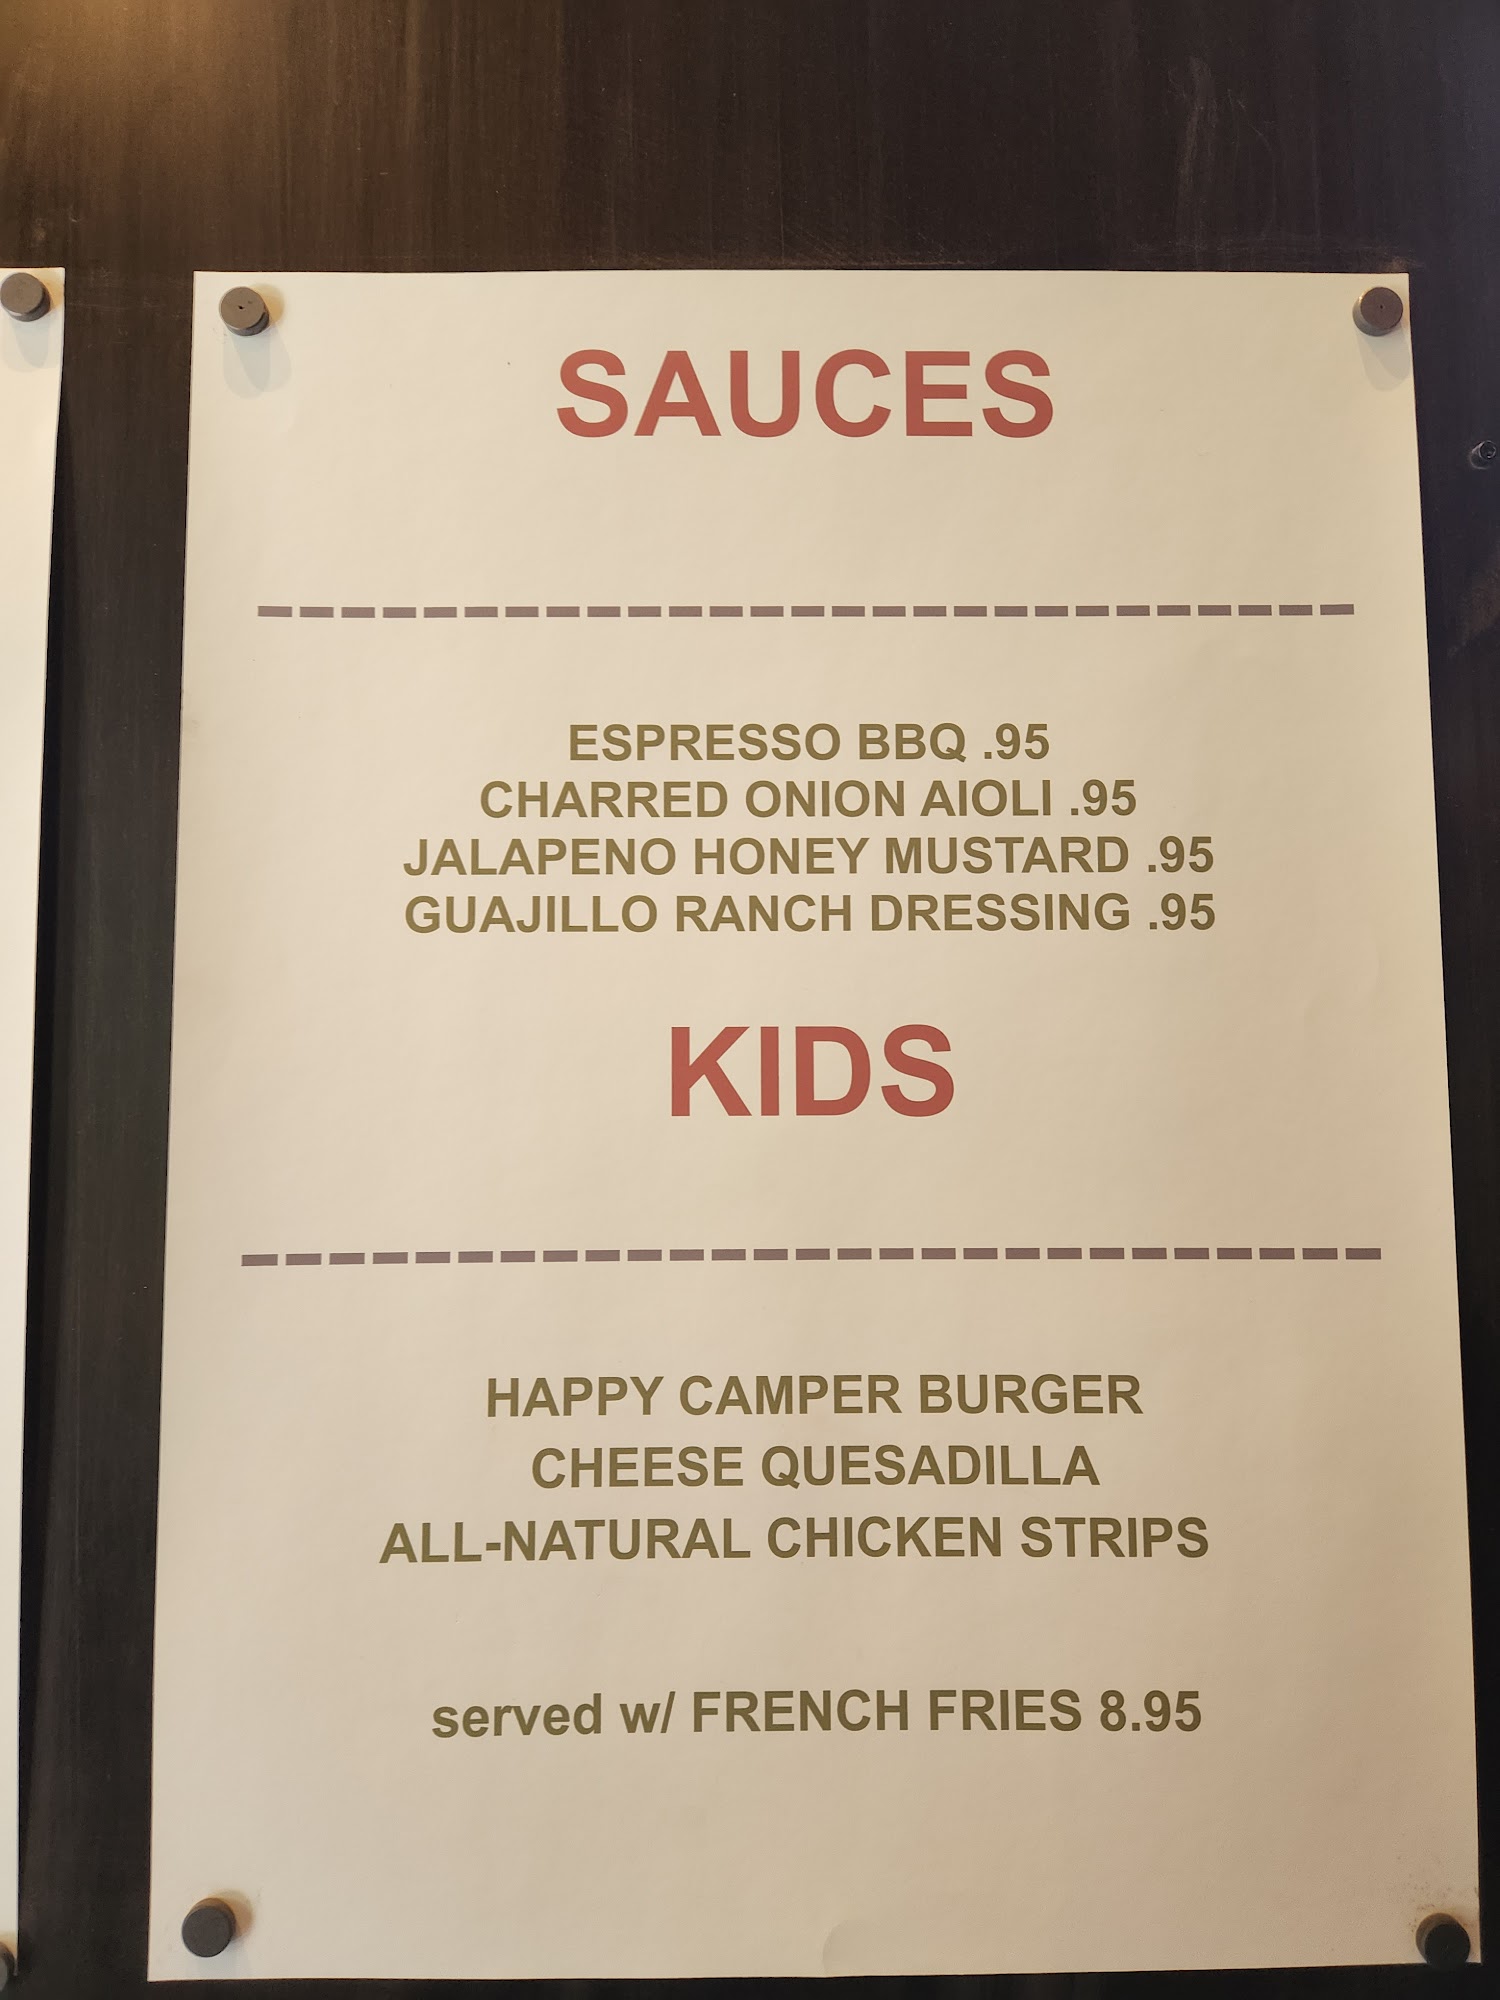 SAUCES
ESPRESSO BBQ .95
CHARRED ONION AIOLI .95
JALAPENO HONEY MUSTARD .95
GUAJILLO RANCH DRESSING .95
KIDS
HAPPY CAMPER BURGER
CHEESE QUESADILLA
ALL-NATURAL CHICKEN STRIPS
served w/ FRENCH FRIES 8.95